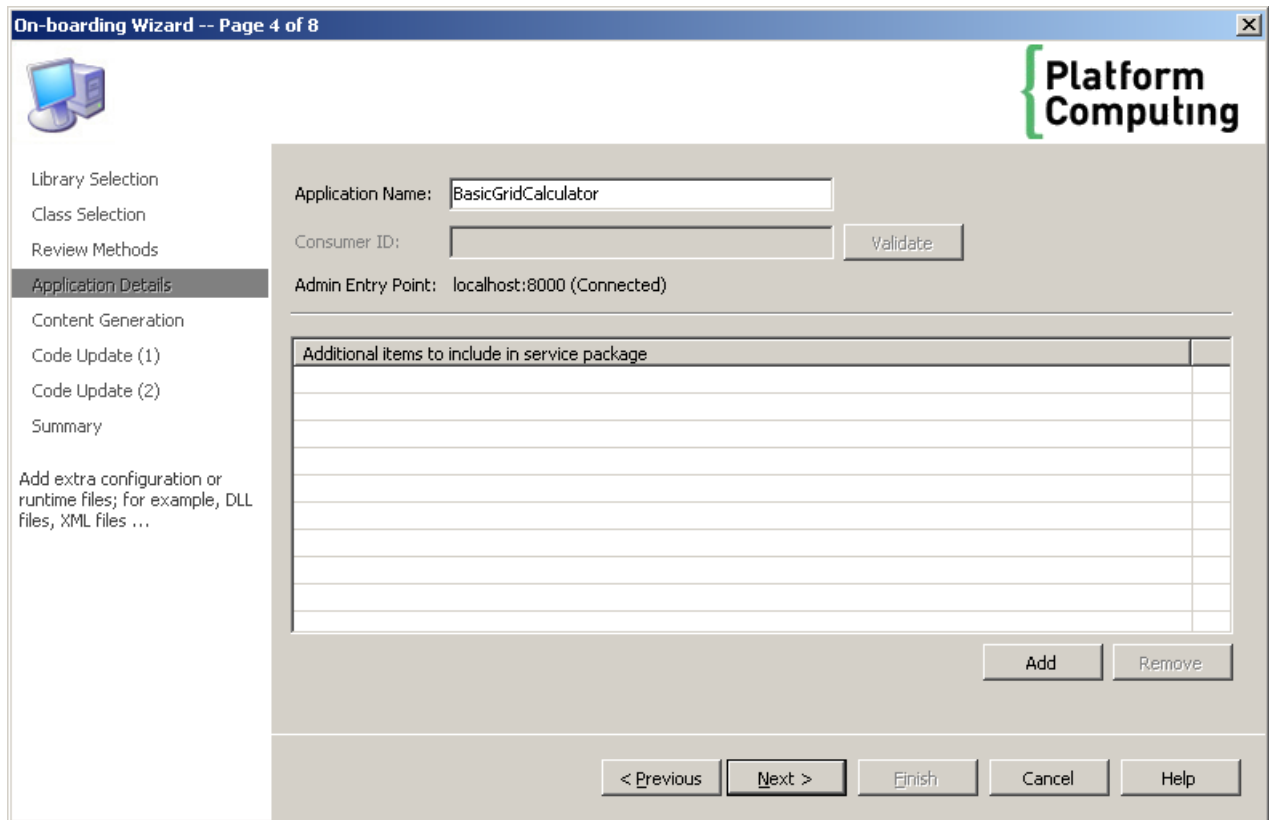 On-boarding Wizard -- Page 4 of 8
Platform
Computing
Library Selection
Class Selection
Review Methods
Application Details
Content Generation
Code Update (1)
Code Update (2)
Summary
Add extra configuration or
runtime files; for example, DLL
files, XML files ...
Application Name: BasicGridCalculator
Consumer ID: Validate
Admin Entry Point: localhost:8000 (Connected)
Additional items to include in service package
Add Remove
< Previous Next > Finish Cancel Help